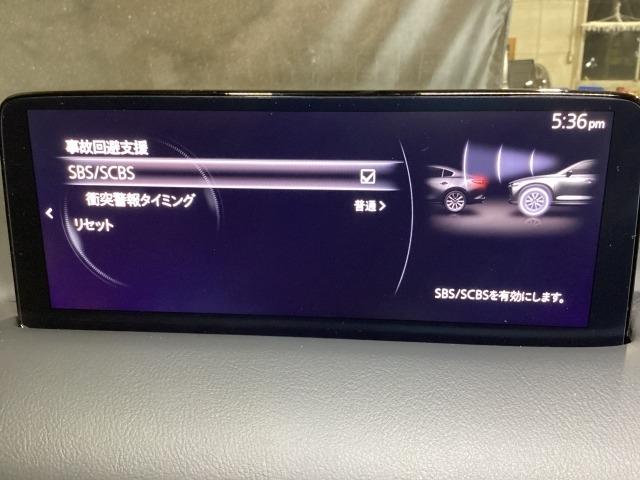 5:36pm
事故回避支援
SBS/SCBS
衝突警報タイミング 普通
リセット
SBS/SCBSを有効にします。